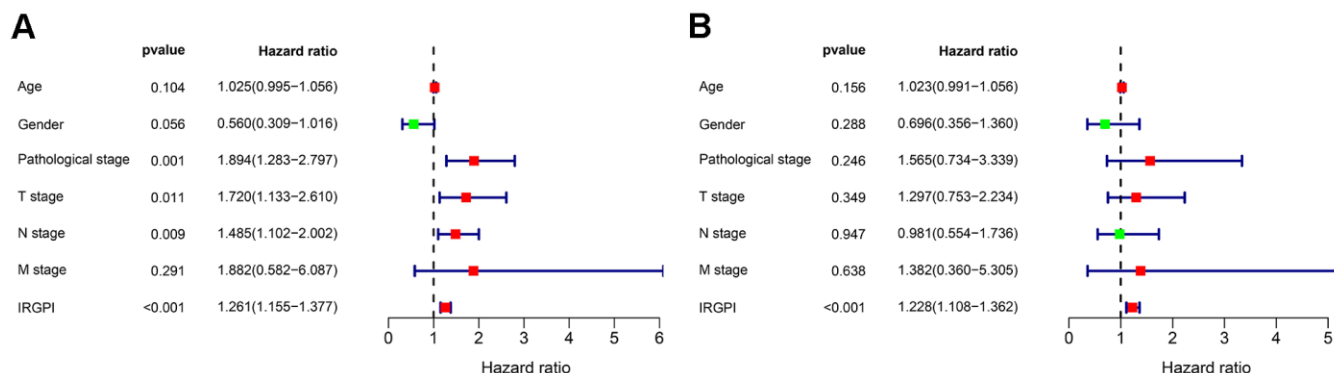 A
pvalue Hazard ratio
Age 0.104 1.025(0.995−1.056)
Gender 0.056 0.560(0.309−1.016)
Pathological stage 0.001 1.894(1.283−2.797)
T stage 0.011 1.720(1.133−2.610)
N stage 0.009 1.485(1.102−2.002)
M stage 0.291 1.882(0.582−6.087)
IRGPI <0.001 1.261(1.155−1.377)
0 1 2 3 4 5 6
Hazard ratio
B
pvalue Hazard ratio
Age 0.156 1.023(0.991−1.056)
Gender 0.288 0.696(0.356−1.360)
Pathological stage 0.246 1.565(0.734−3.339)
T stage 0.349 1.297(0.753−2.234)
N stage 0.947 0.981(0.554−1.736)
M stage 0.638 1.382(0.360−5.305)
IRGPI <0.001 1.228(1.108−1.362)
0 1 2 3 4 5
Hazard ratio